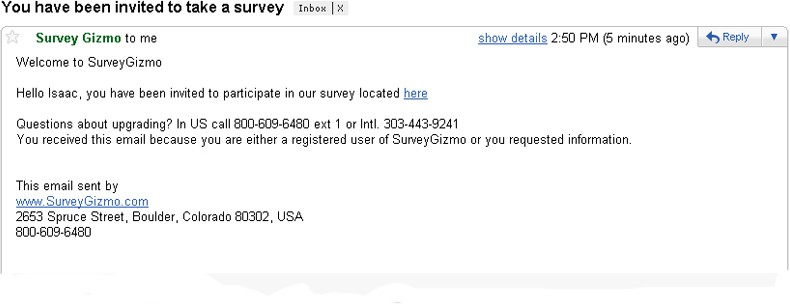 You have been invited to take a survey Inbox | X
Survey Gizmo to me show details 2:50 PM (5 minutes ago) Reply
Welcome to SurveyGizmo
Hello Isaac, you have been invited to participate in our survey located here
Questions about upgrading? In US call 800-609-6480 ext 1 or Intl. 303-443-9241
You received this email because you are either a registered user of SurveyGizmo or you requested information.
This email sent by
www.SurveyGizmo.com
2653 Spruce Street, Boulder, Colorado 80302, USA
800-609-6480